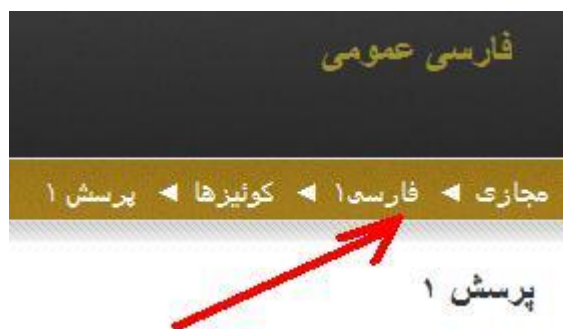 فارسی عمومی
مجازی ◄ فارسی۱ ◄ کوئیزها ◄ پرسش ۱
پرسش ۱